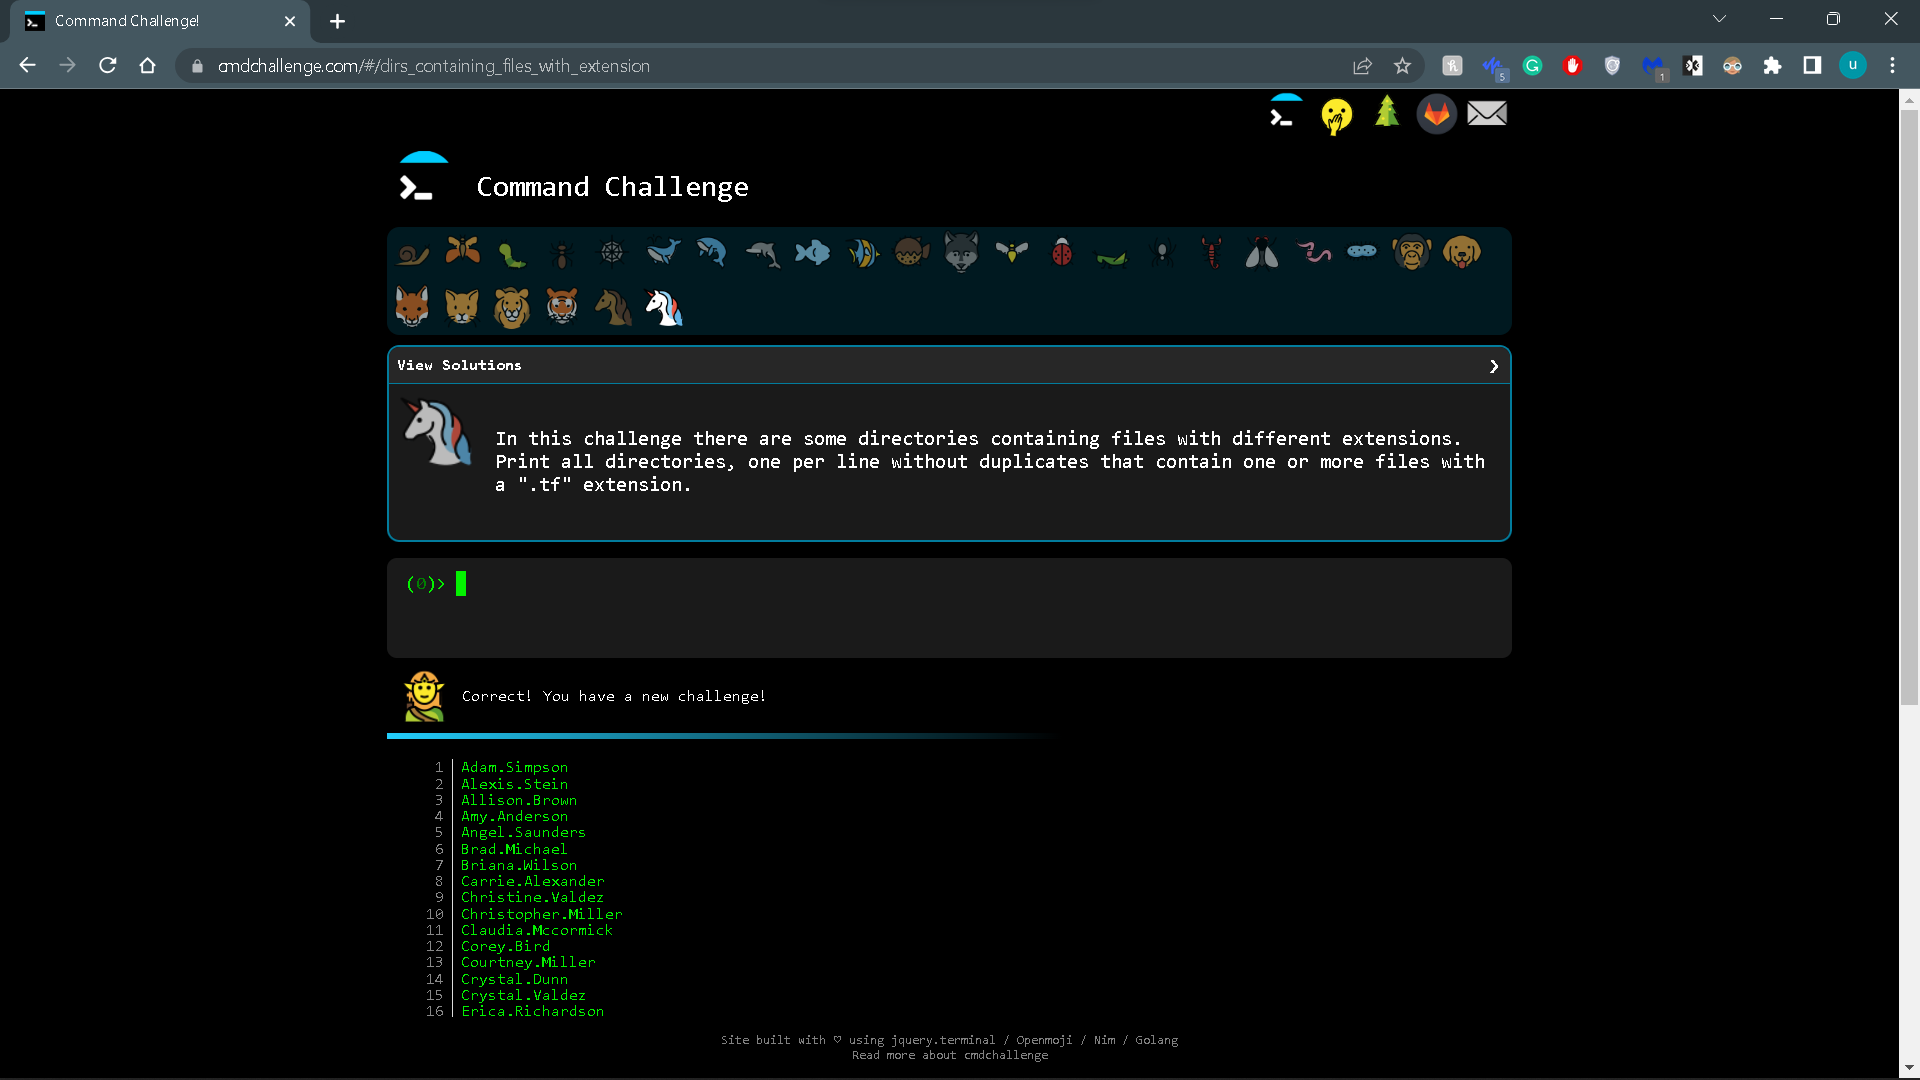 Command Challenge!
cmdchallenge.com/#/dirs_containing_files_with_extension
5
1
u
Command Challenge
View Solutions
In this challenge there are some directories containing files with different extensions.
Print all directories, one per line without duplicates that contain one or more files with
a ".tf" extension.
(0)>
Correct! You have a new challenge!
1 Adam.Simpson
2 Alexis.Stein
3 Allison.Brown
4 Amy.Anderson
5 Angel.Saunders
6 Brad.Michael
7 Briana.Wilson
8 Carrie.Alexander
9 Christine.Valdez
10 Christopher.Miller
11 Claudia.Mccormick
12 Corey.Bird
13 Courtney.Miller
14 Crystal.Dunn
15 Crystal.Valdez
16 Erica.Richardson
Site built with ♡ using jquery.terminal / Openmoji / Nim / Golang
Read more about cmdchallenge